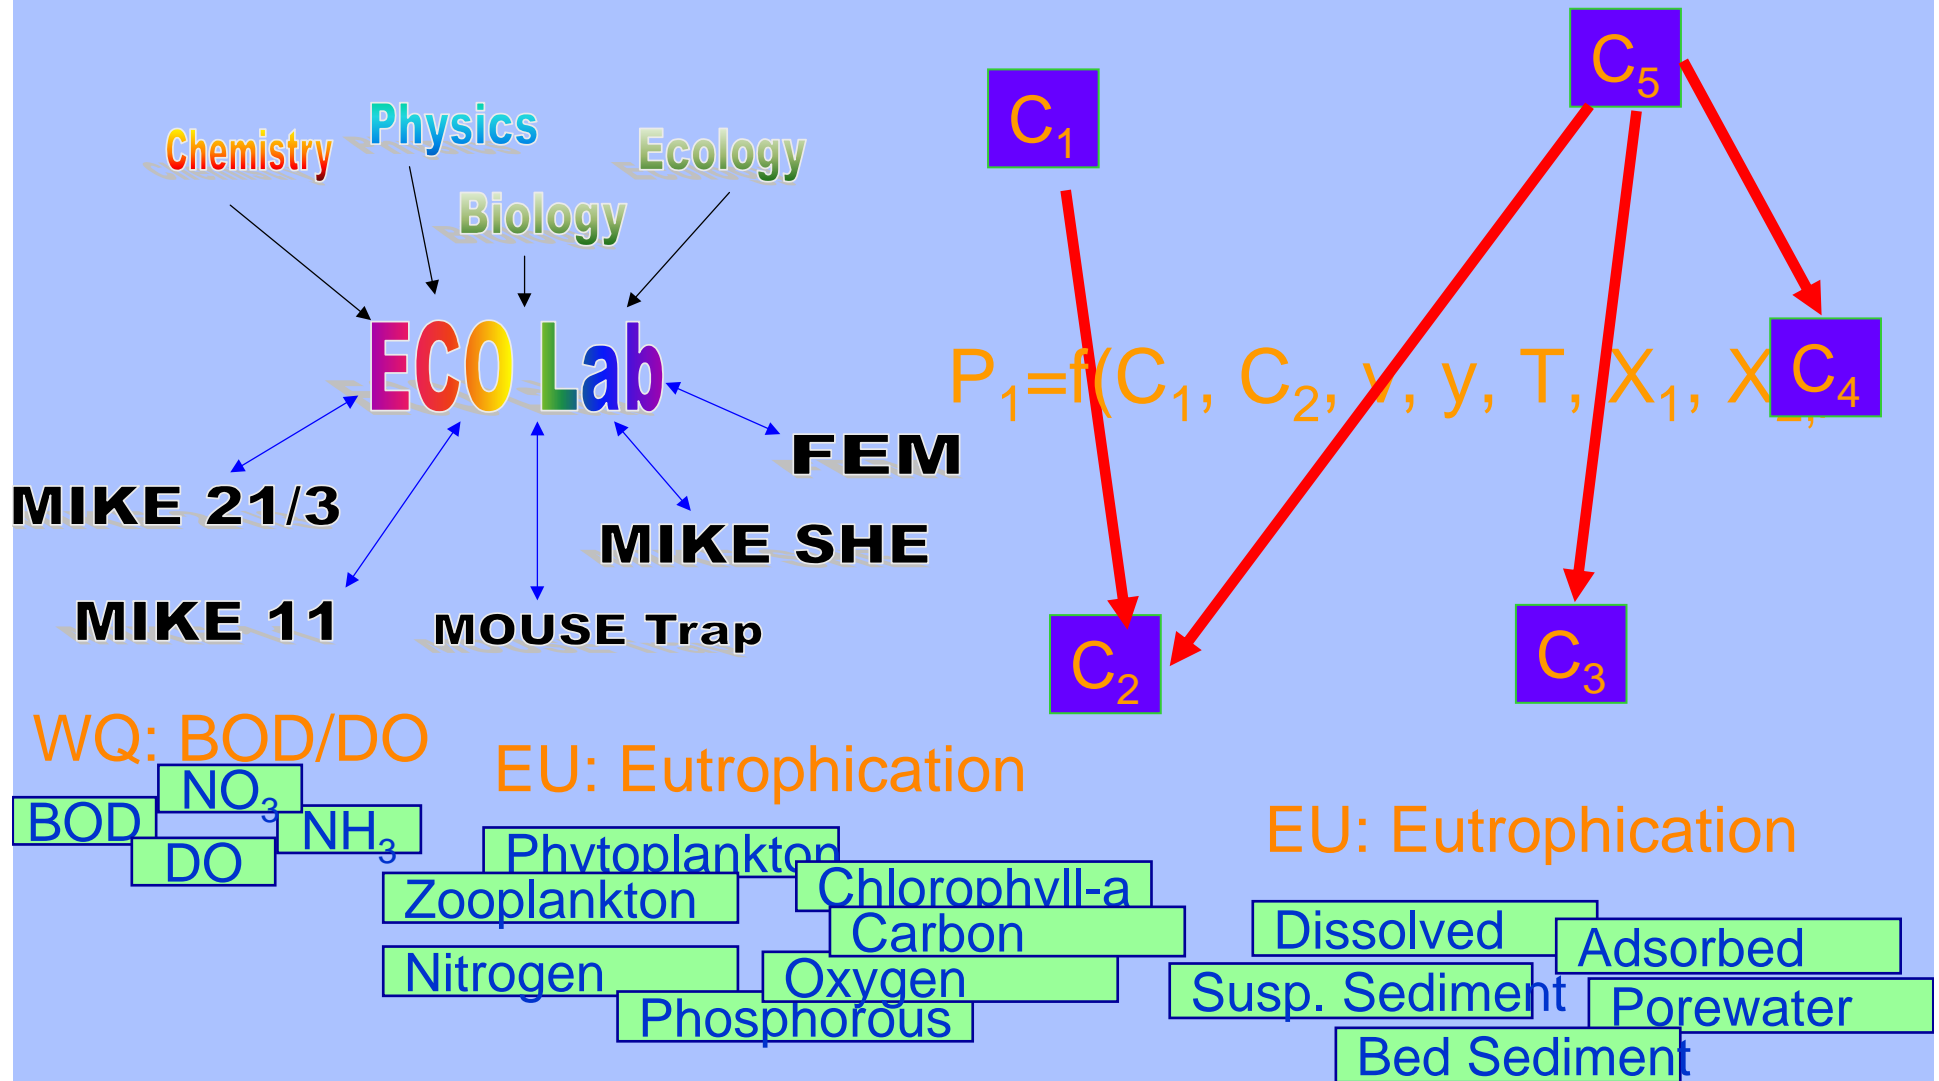 Chemistry
Physics
Ecology
Biology
ECO Lab
FEM
MIKE 21/3
MIKE SHE
MIKE 11
MOUSE Trap
C₁
C₅
P₁=f(C₁, C₂, v, y, T, X₁, X₂,
C₄
C₂
C₃
WQ: BOD/DO
NO₃
BOD
NH₃
DO
EU: Eutrophication
Phytoplankton
Chlorophyll-a
Zooplankton
Carbon
Nitrogen
Oxygen
Phosphorous
EU: Eutrophication
Dissolved
Adsorbed
Susp. Sediment
Porewater
Bed Sediment